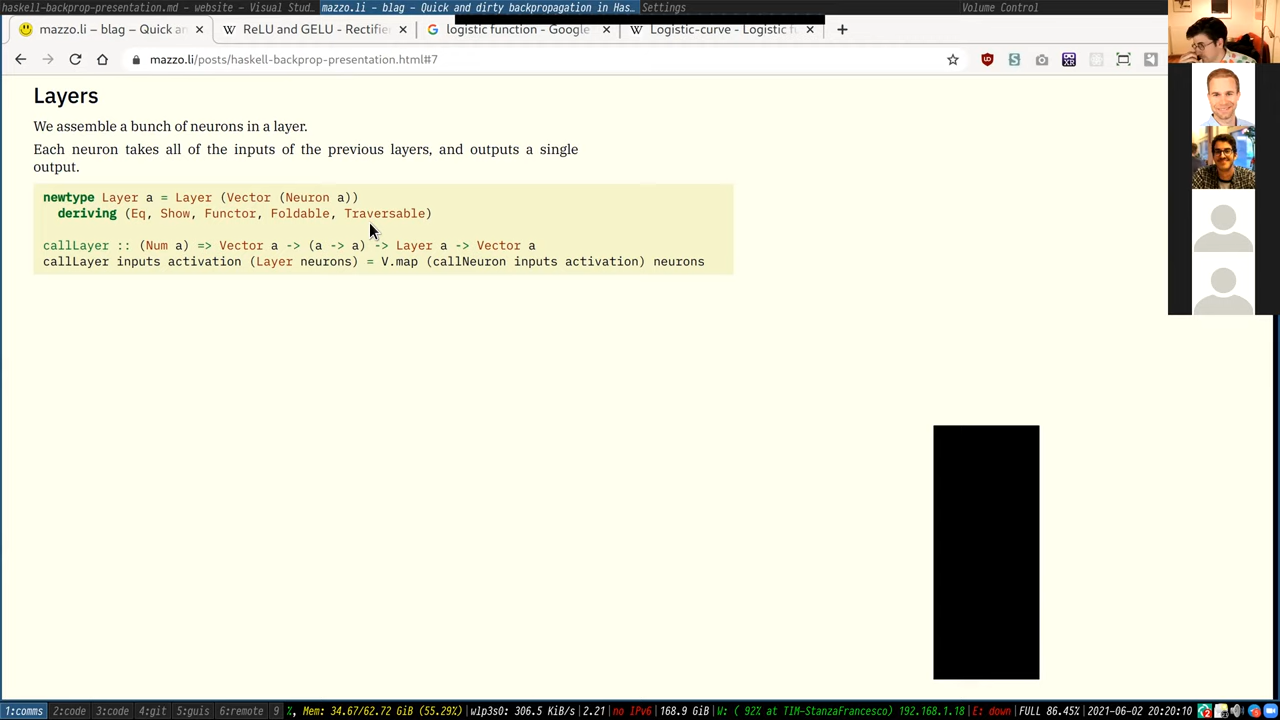 haskell-backprop-presentation.md - website - Visual Stud…
mazzo.li - blag - Quick and dirty backpropagation in Has…
Settings
Volume Control
mazzo.li – blag – Quick an
ReLU and GELU - Rectifie
logistic function - Google
Logistic-curve - Logistic fu
mazzo.li/posts/haskell-backprop-presentation.html#7
Layers
We assemble a bunch of neurons in a layer.
Each neuron takes all of the inputs of the previous layers, and outputs a single
output.
newtype Layer a = Layer (Vector (Neuron a))
deriving (Eq, Show, Functor, Foldable, Traversable)
callLayer :: (Num a) => Vector a -> (a -> a) -> Layer a -> Vector a
callLayer inputs activation (Layer neurons) = V.map (callNeuron inputs activation) neurons
1:comms 2:code 3:code 4:git 5:guis 6:remote 9 %, Mem: 34.67/62.72 GiB (55.29%) wlp3s0: 306.5 KiB/s 2.21 no IPv6 168.9 GiB W: ( 92% at TIM-StanzaFrancesco) 192.168.1.18 E: down FULL 86.45% 2021-06-02 20:20:10